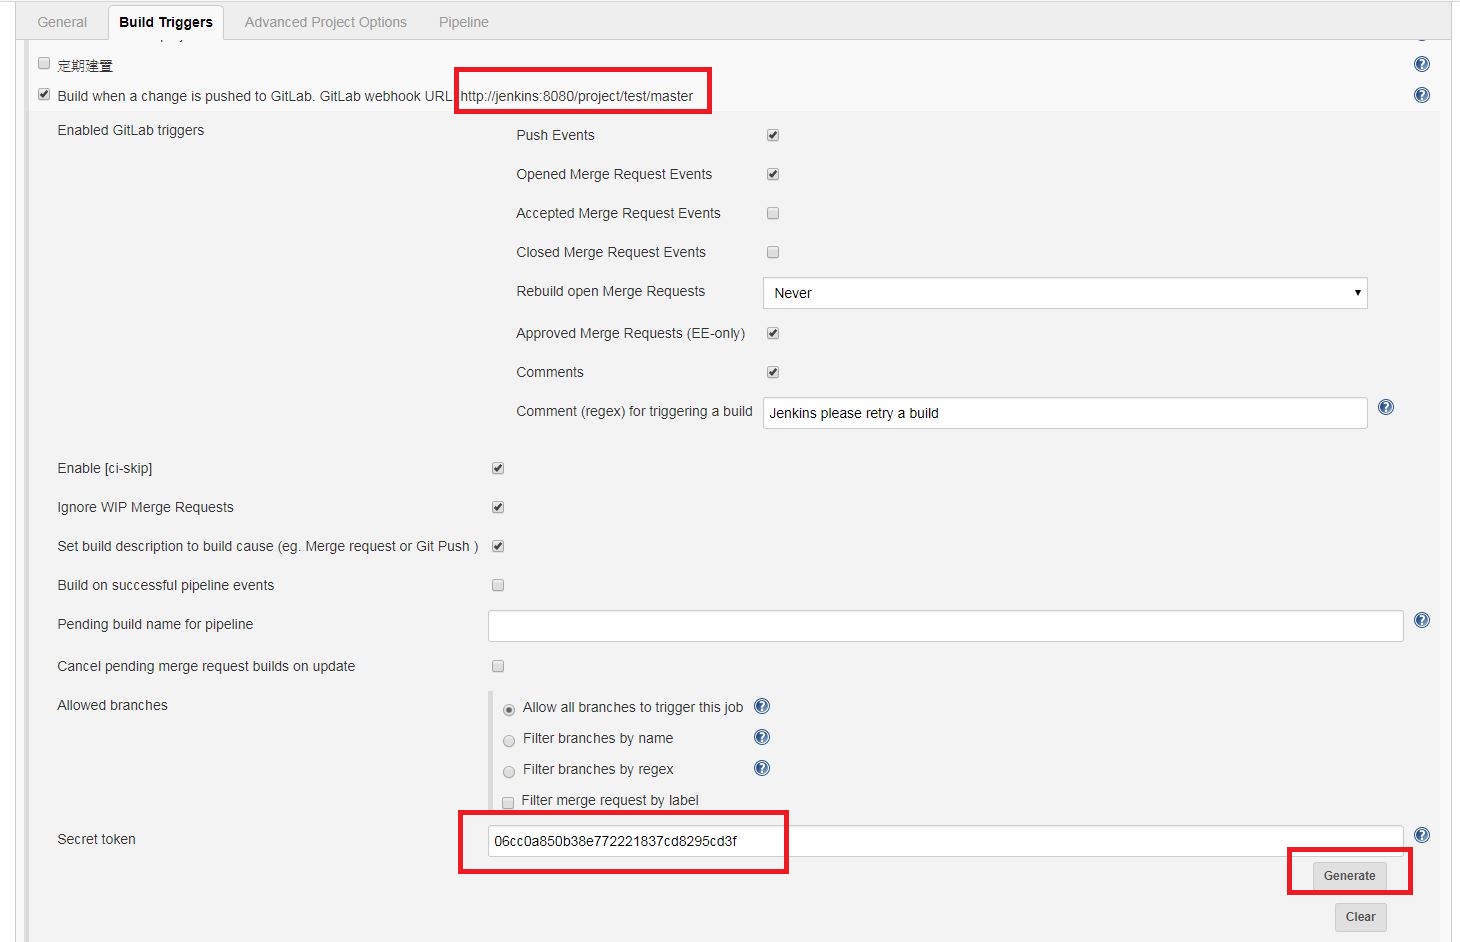 General Build Triggers Advanced Project Options Pipeline
定期建置
Build when a change is pushed to GitLab. GitLab webhook URL: http://jenkins:8080/project/test/master
Enabled GitLab triggers
Push Events
Opened Merge Request Events
Accepted Merge Request Events
Closed Merge Request Events
Rebuild open Merge Requests Never
Approved Merge Requests (EE-only)
Comments
Comment (regex) for triggering a build Jenkins please retry a build
Enable [ci-skip]
Ignore WIP Merge Requests
Set build description to build cause (eg. Merge request or Git Push )
Build on successful pipeline events
Pending build name for pipeline
Cancel pending merge request builds on update
Allowed branches
Allow all branches to trigger this job
Filter branches by name
Filter branches by regex
Filter merge request by label
Secret token 06cc0a850b38e772221837cd8295cd3f
Generate
Clear